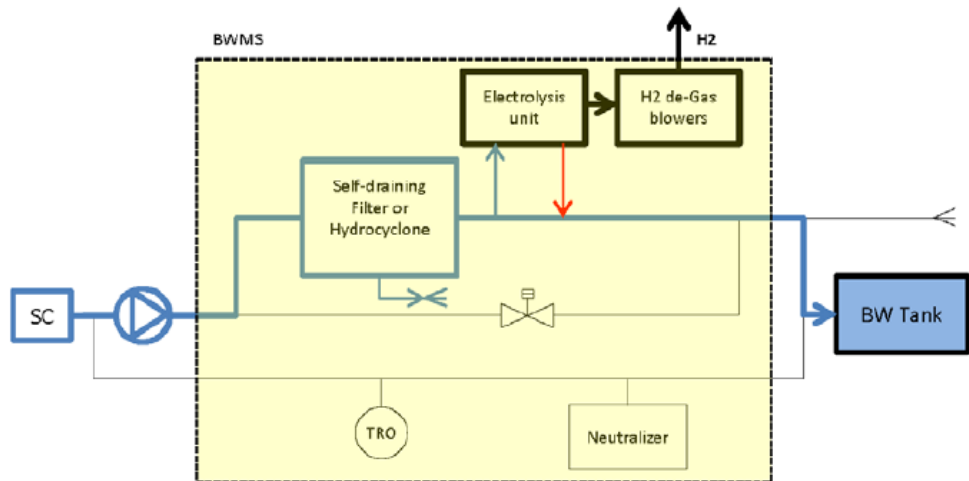 BWMS
H2
Electrolysis
unit
H2 de-Gas
blowers
Self-draining
Filter or
Hydrocyclone
SC
BW Tank
TRO
Neutralizer